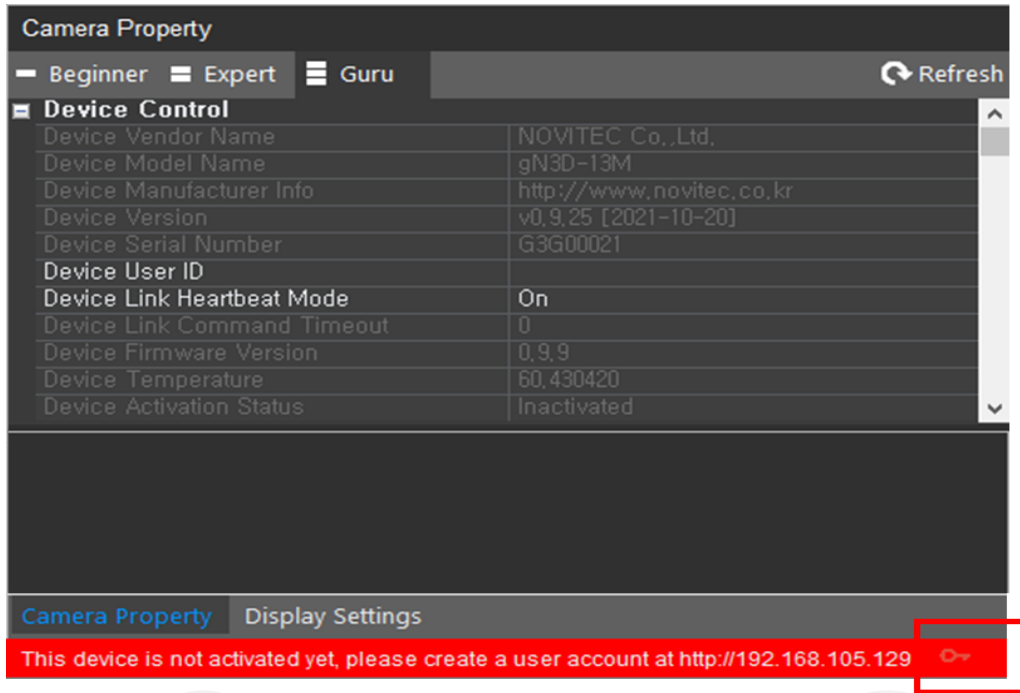 Camera Property
Beginner Expert Guru Refresh
Device Control
Device Vendor Name NOVITEC Co,,Ltd,
Device Model Name gN3D-13M
Device Manufacturer Info http://www,novitec,co,kr
Device Version v0,9,25 [2021-10-20]
Device Serial Number G3G00021
Device User ID
Device Link Heartbeat Mode On
Device Link Command Timeout 0
Device Firmware Version 0,9,9
Device Temperature 60,430420
Device Activation Status Inactivated
Camera Property Display Settings
This device is not activated yet, please create a user account at http://192.168.105.129